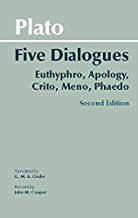 Plato
Five Dialogues
Euthyphro, Apology,
Crito, Meno, Phaedo
Second Edition
Translated by
G. M. A. Grube
Revised by
John M. Cooper